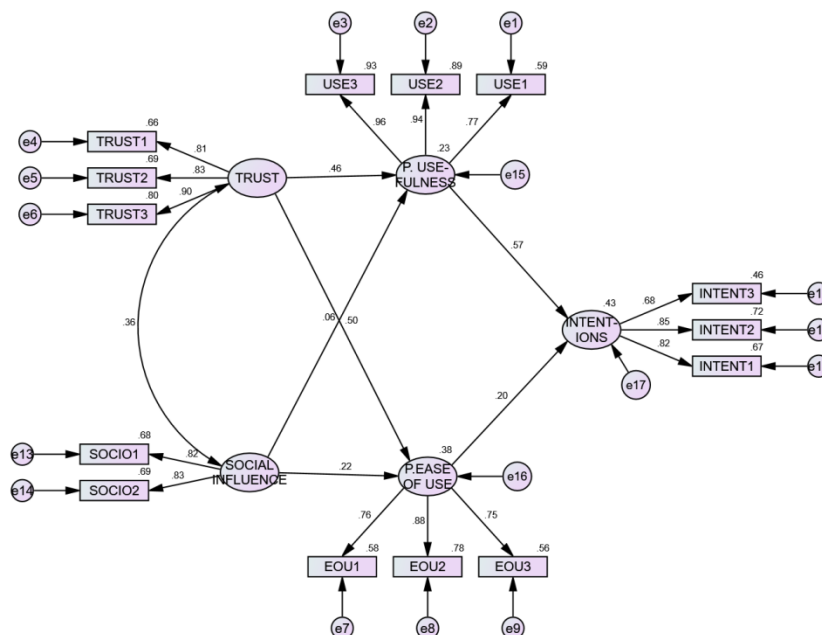 e3
e2
e1
.93
.89
.59
USE3
USE2
USE1
.96
.94
.77
.66
e4
TRUST1
.81
.69
e5
TRUST2
.83
.80
e6
TRUST3
.90
TRUST
.46
.23
P. USE-
FULNESS
e15
.57
.36
.06
.50
.43
INTENT-
IONS
e17
.46
.68
INTENT3
e1
.72
.85
INTENT2
e1
.67
.82
INTENT1
e1
.20
.68
e13
SOCIO1
.82
.69
e14
SOCIO2
.83
SOCIAL
INFLUENCE
.22
.38
P.EASE
OF USE
e16
.76
.88
.75
.58
.78
.56
EOU1
EOU2
EOU3
e7
e8
e9